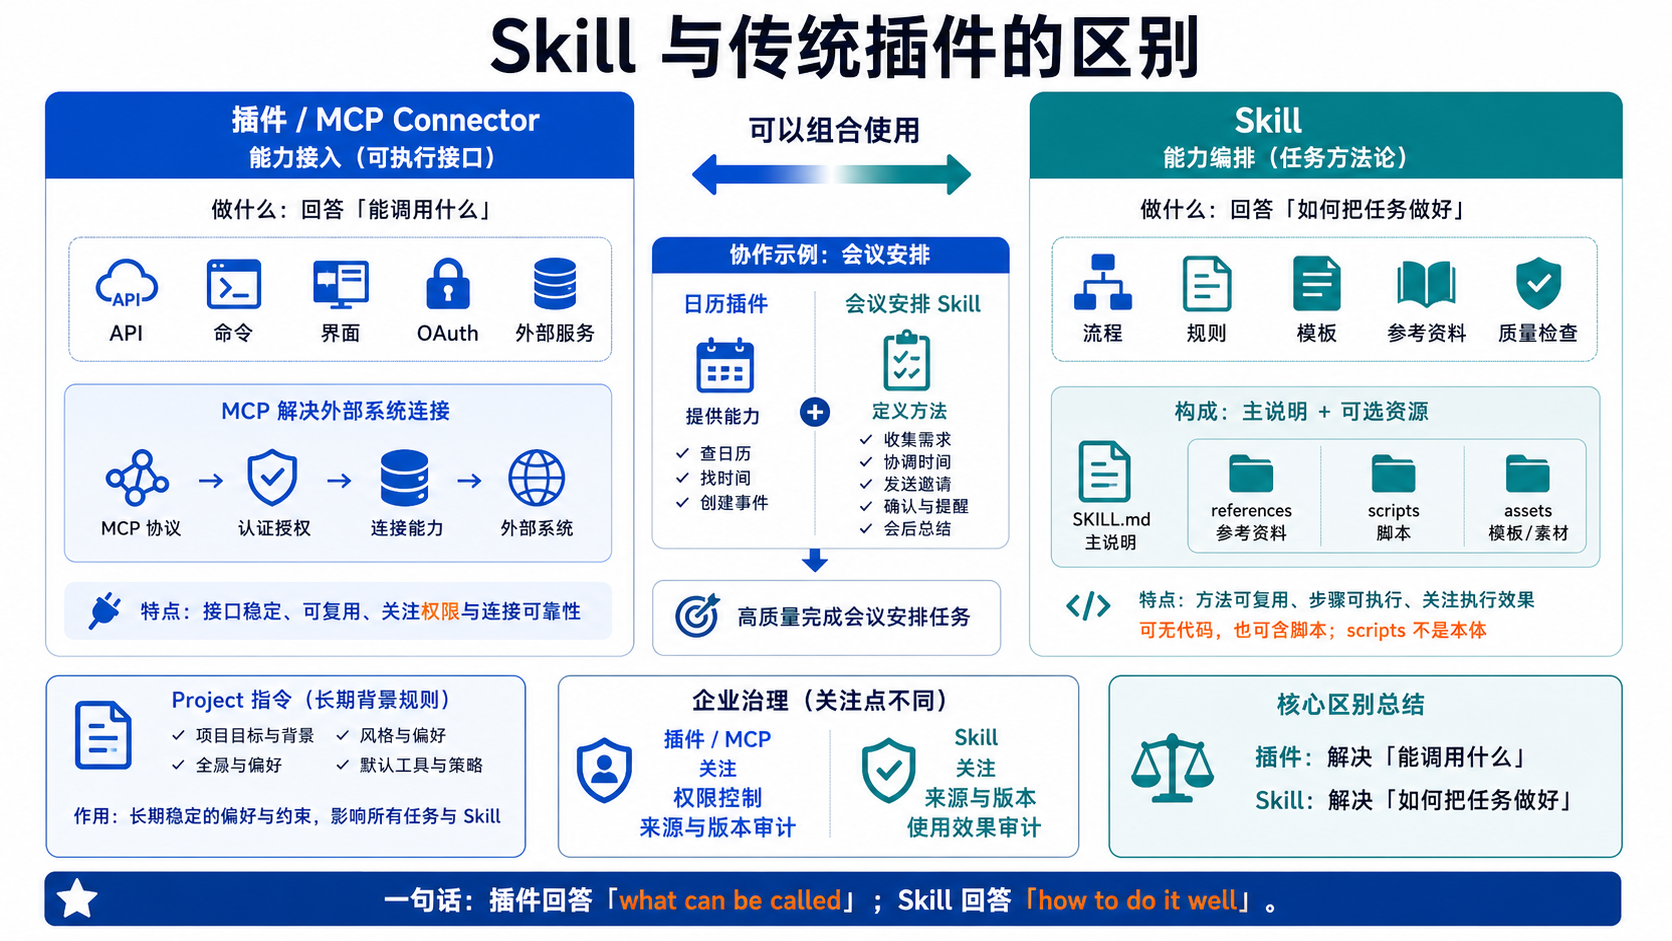 Skill 与传统插件的区别
插件 / MCP Connector
能力接入（可执行接口）
做什么：回答「能调用什么」
API
API
命令
界面
OAuth
外部服务
MCP 解决外部系统连接
MCP 协议
认证授权
连接能力
外部系统
特点：接口稳定、可复用、关注权限与连接可靠性
可以组合使用
协作示例：会议安排
日历插件
提供能力
查日历
找时间
创建事件
会议安排 Skill
定义方法
收集需求
协调时间
发送邀请
确认与提醒
会后总结
高质量完成会议安排任务
Skill
能力编排（任务方法论）
做什么：回答「如何把任务做好」
流程
规则
模板
参考资料
质量检查
构成：主说明 + 可选资源
SKILL.md
主说明
references
参考资料
scripts
脚本
assets
模板/素材
特点：方法可复用、步骤可执行、关注执行效果
可无代码，也可含脚本；scripts 不是本体
Project 指令（长期背景规则）
项目目标与背景
风格与偏好
与偏好
默认工具与策略
作用：长期稳定的偏好与约束，影响所有任务与 Skill
企业治理（关注点不同）
插件 / MCP
关注
权限控制
来源与版本审计
Skill
关注
来源与版本
使用效果审计
核心区别总结
插件：解决「能调用什么」
Skill：解决「如何把任务做好」
一句话：插件回答「what can be called」；Skill 回答「how to do it well」。